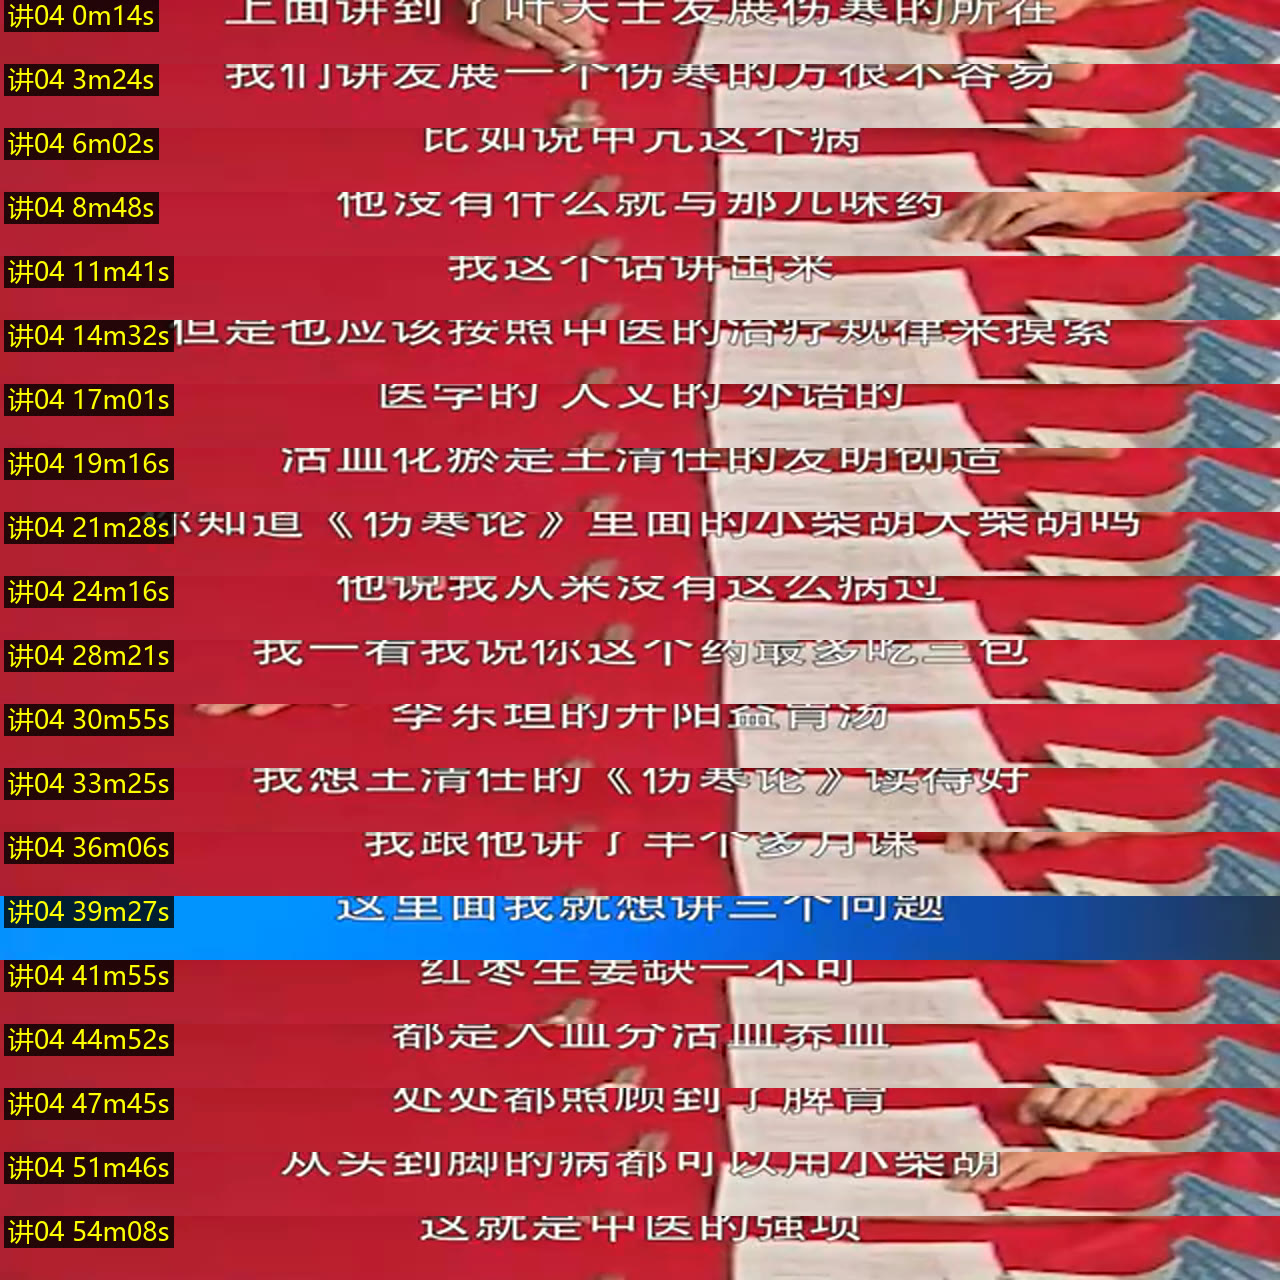 讲04 0m14s 上面讲到了叶天士发展伤寒的所在
讲04 3m24s 我们讲发展一个伤寒的方很不容易
讲04 6m02s 比如说甲亢这个病
讲04 8m48s 他没有什么就写那几味药
讲04 11m41s 我这个话讲出来
讲04 14m32s 但是也应该按照中医的治疗规律来摸索
讲04 17m01s 医学的 人文的 外语的
讲04 19m16s 活血化瘀是王清任的发明创造
讲04 21m28s 你知道《伤寒论》里面的小柴胡大柴胡吗
讲04 24m16s 他说我从来没有这么病过
讲04 28m21s 我一看我说你这个药最多吃三包
讲04 30m55s 李东垣的升阳益胃汤
讲04 33m25s 我想王清任的《伤寒论》读得好
讲04 36m06s 我跟他讲了半个多月课
讲04 39m27s 这里面我就想讲三个问题
讲04 41m55s 红枣生姜缺一不可
讲04 44m52s 都是入血分活血养血
讲04 47m45s 处处都照顾到了脾胃
讲04 51m46s 从头到脚的病都可以用小柴胡
讲04 54m08s 这就是中医的强项